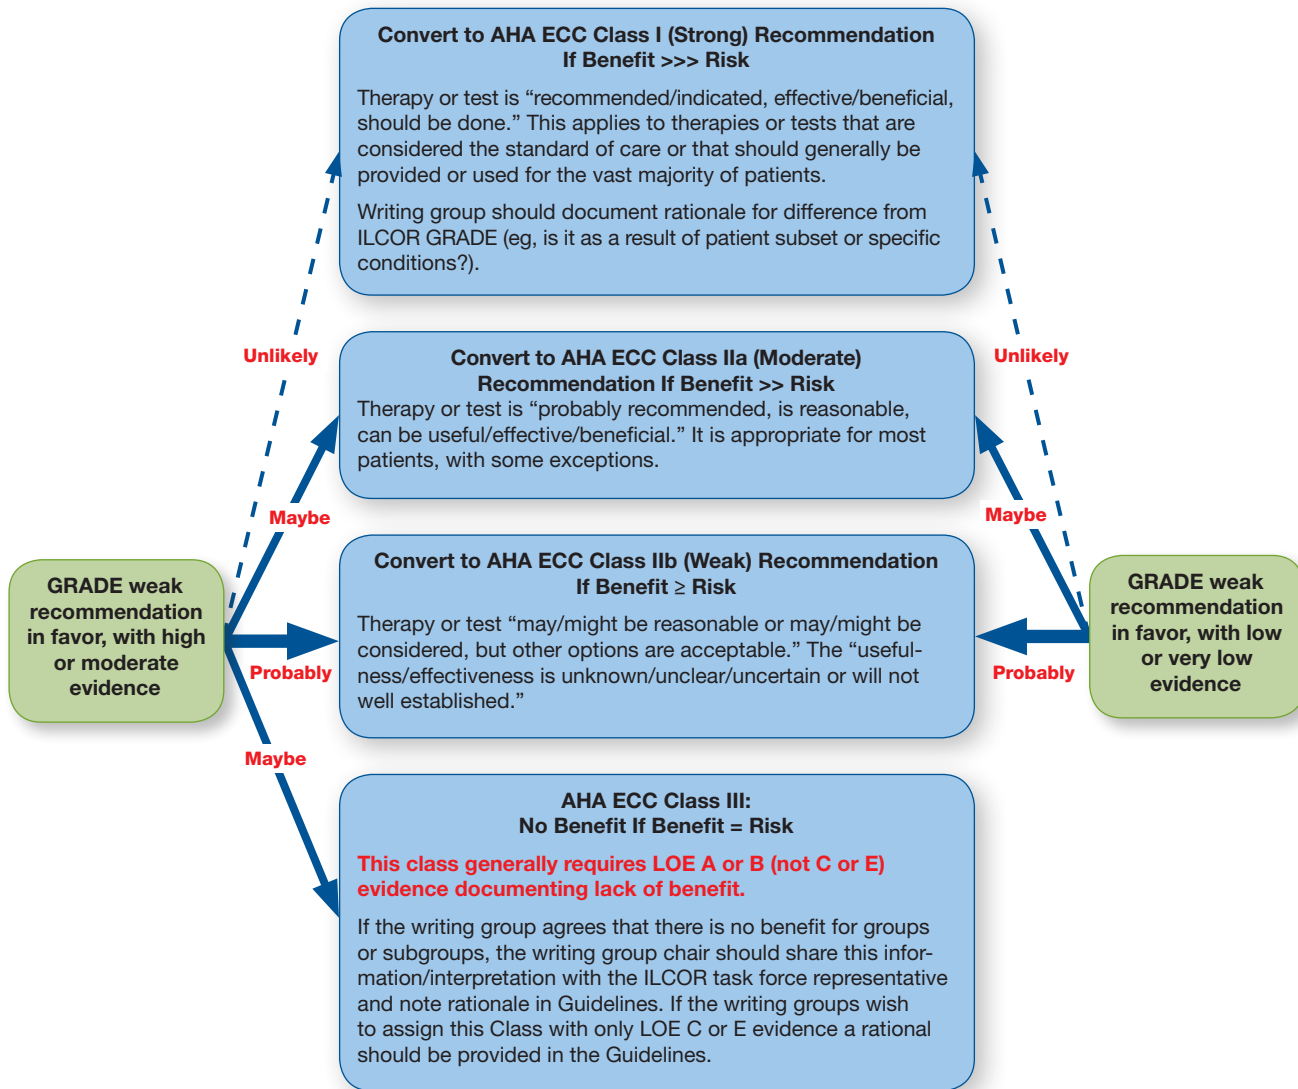 Convert to AHA ECC Class I (Strong) Recommendation
If Benefit >>> Risk
Therapy or test is “recommended/indicated, effective/beneficial,
should be done.” This applies to therapies or tests that are
considered the standard of care or that should generally be
provided or used for the vast majority of patients.
Writing group should document rationale for difference from
ILCOR GRADE (eg, is it as a result of patient subset or specific
conditions?).
Unlikely
Unlikely
Convert to AHA ECC Class IIa (Moderate)
Recommendation If Benefit >> Risk
Therapy or test is “probably recommended, is reasonable,
can be useful/effective/beneficial.” It is appropriate for most
patients, with some exceptions.
Maybe
Maybe
GRADE weak
recommendation
in favor, with high
or moderate
evidence
Convert to AHA ECC Class IIb (Weak) Recommendation
If Benefit ≥ Risk
Therapy or test “may/might be reasonable or may/might be
considered, but other options are acceptable.” The “useful-
ness/effectiveness is unknown/unclear/uncertain or will not
well established.”
GRADE weak
recommendation
in favor, with low
or very low
evidence
Probably
Probably
Maybe
AHA ECC Class III:
No Benefit If Benefit = Risk
This class generally requires LOE A or B (not C or E)
evidence documenting lack of benefit.
If the writing group agrees that there is no benefit for groups
or subgroups, the writing group chair should share this infor-
mation/interpretation with the ILCOR task force representative
and note rationale in Guidelines. If the writing groups wish
to assign this Class with only LOE C or E evidence a rational
should be provided in the Guidelines.